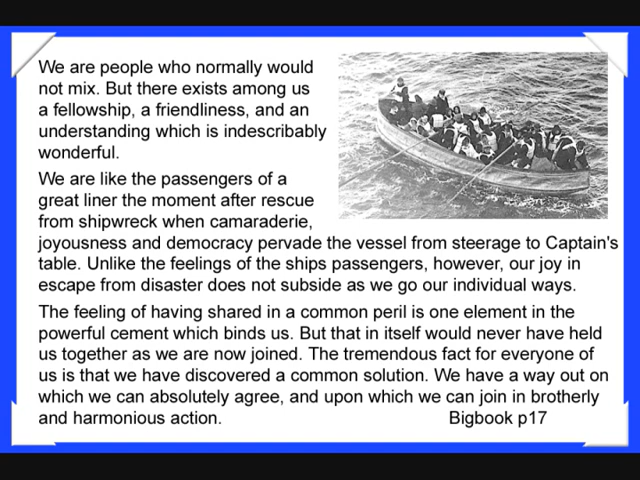 We are people who normally would
not mix. But there exists among us
a fellowship, a friendliness, and an
understanding which is indescribably
wonderful.
We are like the passengers of a
great liner the moment after rescue
from shipwreck when camaraderie,
joyousness and democracy pervade the vessel from steerage to Captain's
table. Unlike the feelings of the ships passengers, however, our joy in
escape from disaster does not subside as we go our individual ways.
The feeling of having shared in a common peril is one element in the
powerful cement which binds us. But that in itself would never have held
us together as we are now joined. The tremendous fact for everyone of
us is that we have discovered a common solution. We have a way out on
which we can absolutely agree, and upon which we can join in brotherly
and harmonious action. Bigbook p17